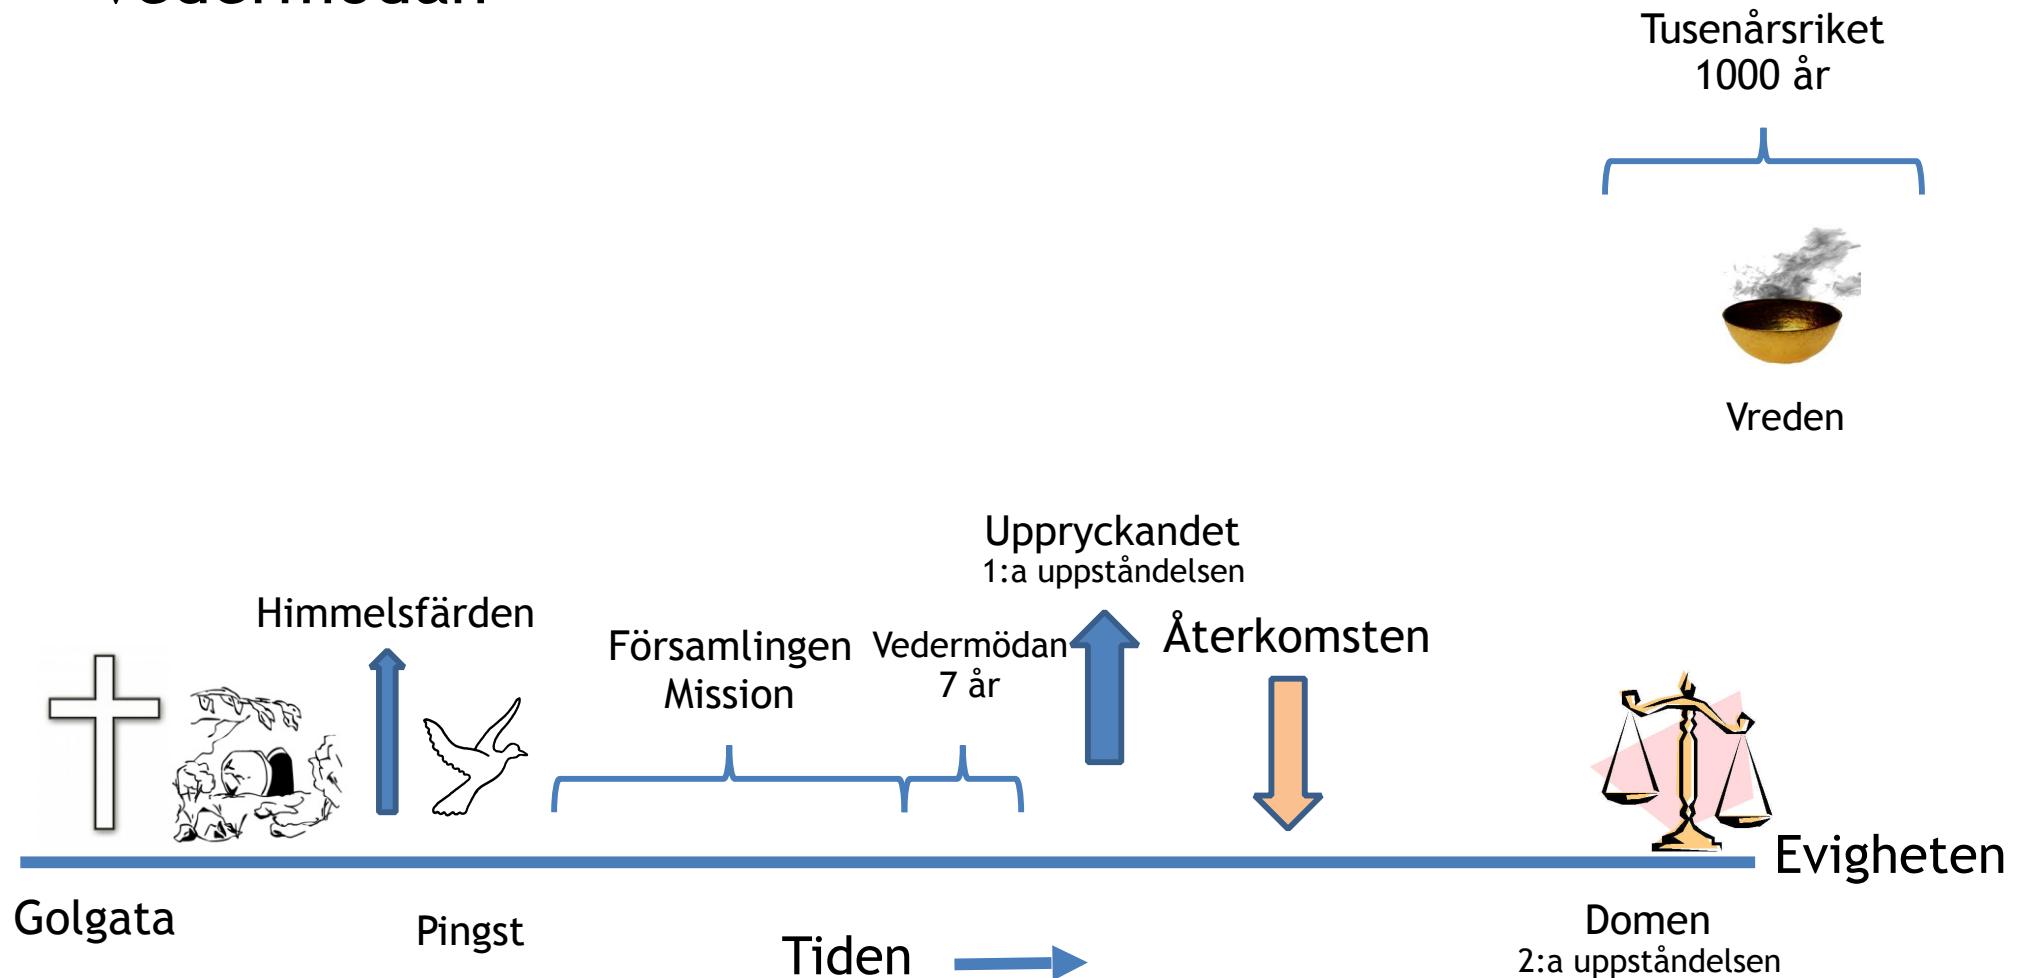 Vedermödan
Tusenårsriket
1000 år
Vreden
Uppryckandet
1:a uppståndelsen
Himmelsfärden
Församlingen
Mission
Vedermödan
7 år
Återkomsten
Evigheten
Golgata
Pingst
Tiden
Domen
2:a uppståndelsen